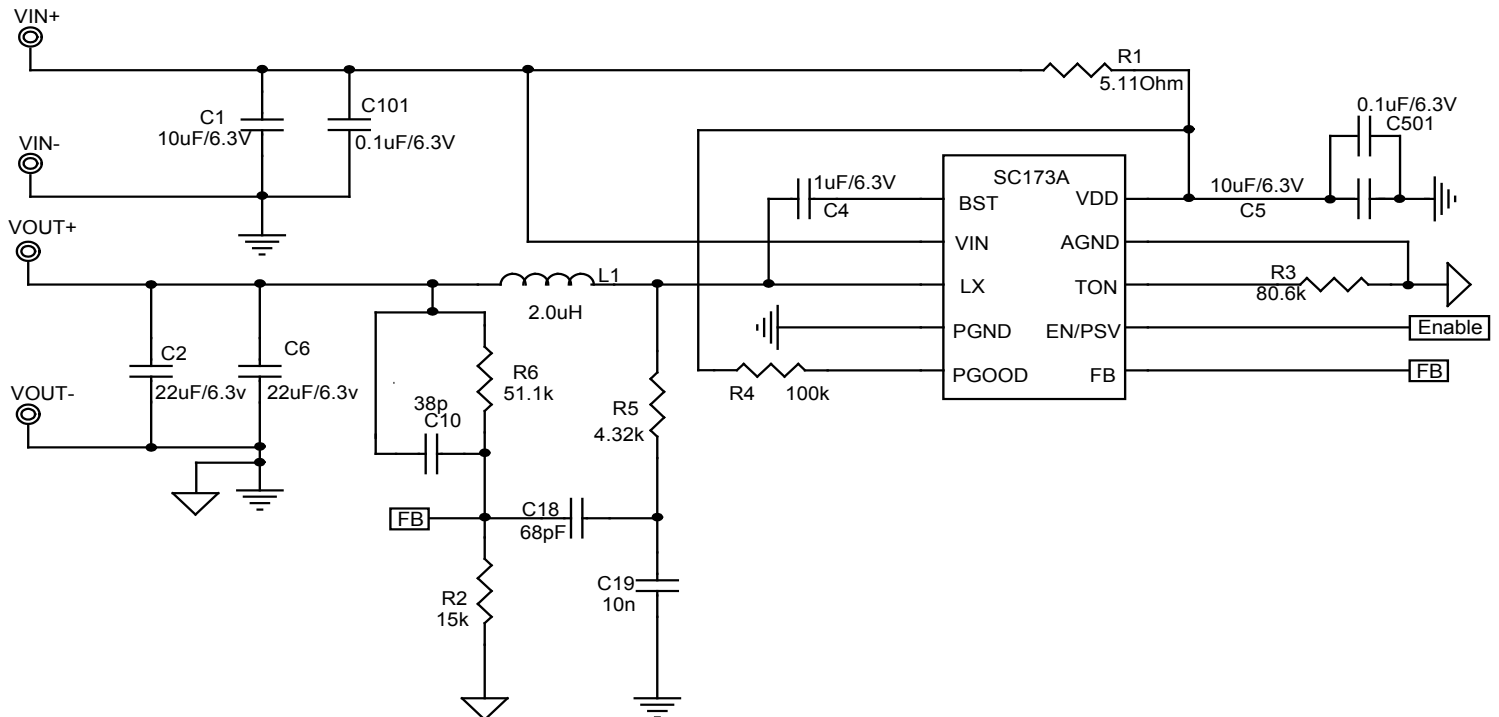 VIN+
R1
5.11Ohm
C1
10uF/6.3V
C101
0.1uF/6.3V
0.1uF/6.3V
C501
VIN-
SC173A
1uF/6.3V
C4
BST
VDD
10uF/6.3V
C5
VOUT+
VIN
AGND
L1
2.0uH
LX
TON
R3
80.6k
PGND
EN/PSV
Enable
C2
22uF/6.3v
C6
22uF/6.3v
R6
51.1k
PGOOD
FB
FB
R4
100k
VOUT-
38p
C10
R5
4.32k
FB
C18
68pF
C19
10n
R2
15k